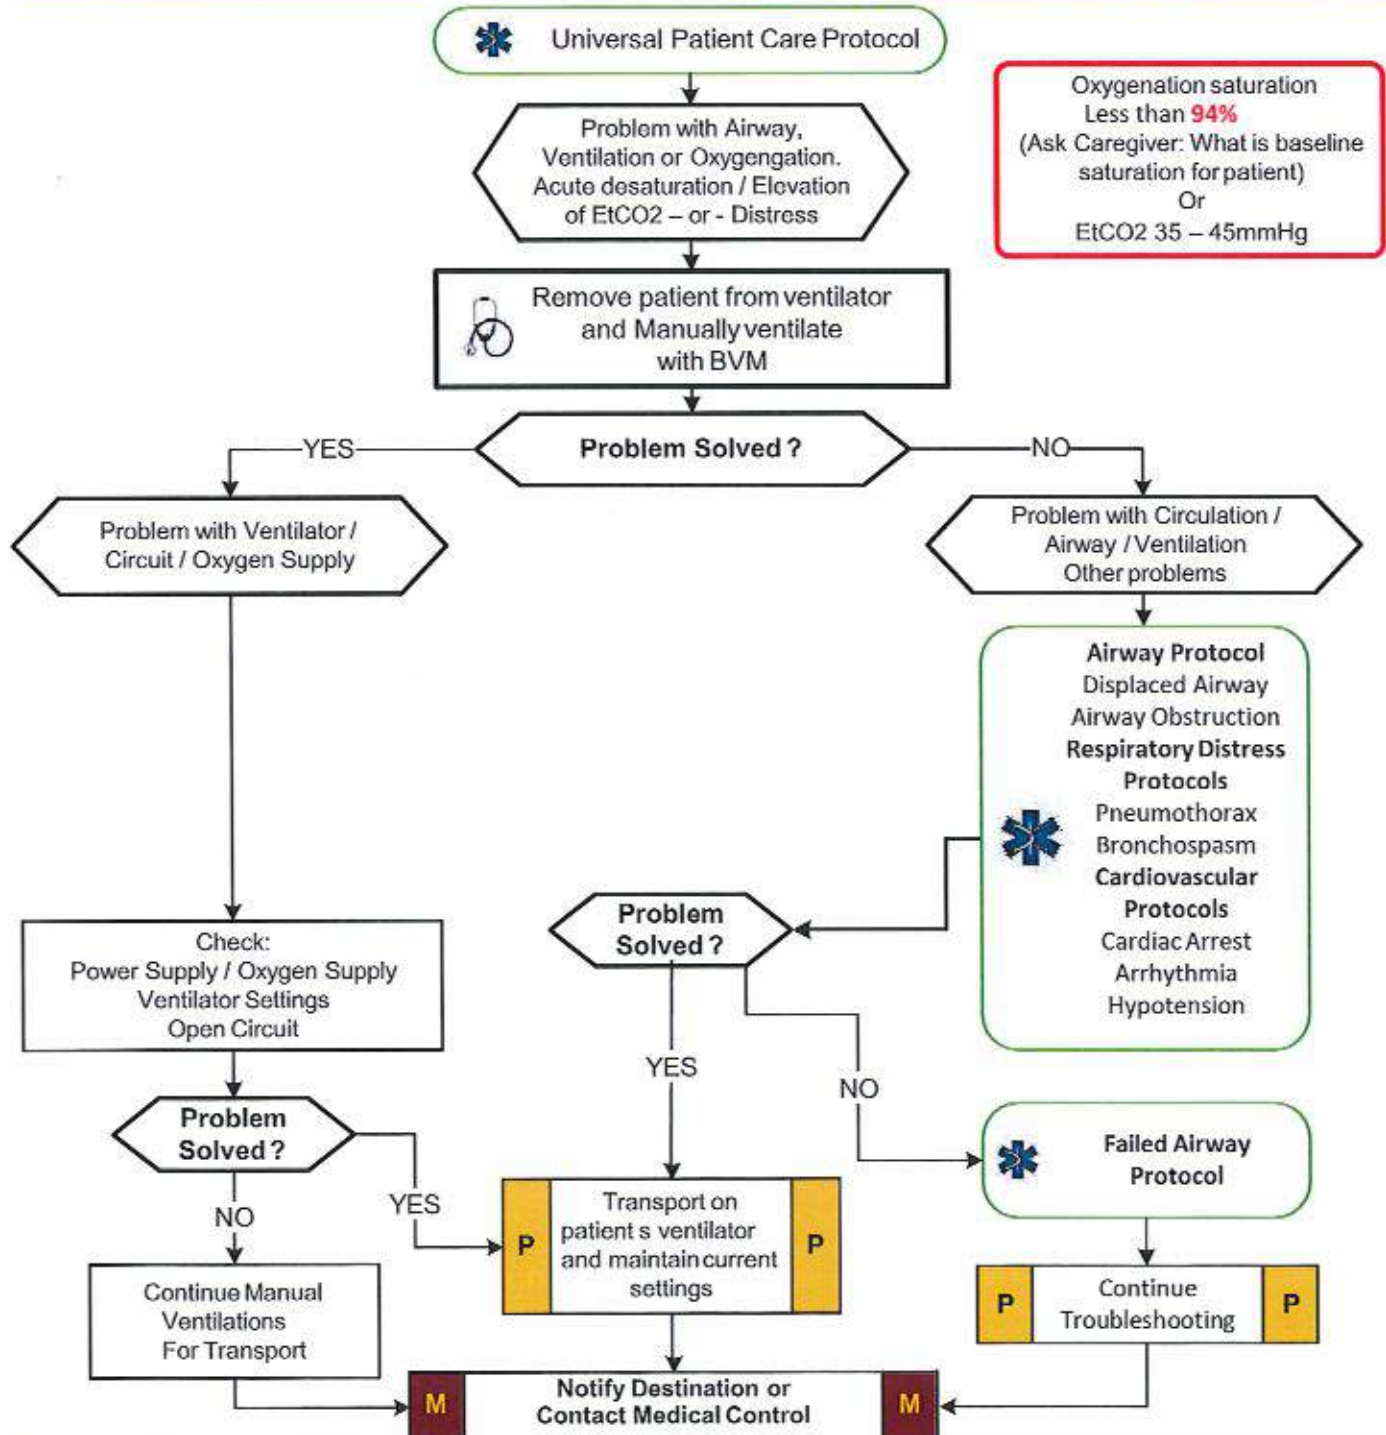 Universal Patient Care Protocol
Oxygenation saturation
Less than 94%
(Ask Caregiver: What is baseline
saturation for patient)
Or
EtCO2 35 – 45mmHg
Problem with Airway,
Ventilation or Oxygengation.
Acute desaturation / Elevation
of EtCO2 – or - Distress
Remove patient from ventilator
and Manually ventilate
with BVM
Problem Solved ?
YES
NO
Problem with Ventilator /
Circuit / Oxygen Supply
Problem with Circulation /
Airway / Ventilation
Other problems
Airway Protocol
Displaced Airway
Airway Obstruction
Respiratory Distress
Protocols
Pneumothorax
Bronchospasm
Cardiovascular
Protocols
Cardiac Arrest
Arrhythmia
Hypotension
Problem
Solved ?
Check:
Power Supply / Oxygen Supply
Ventilator Settings
Open Circuit
YES
NO
Problem
Solved ?
Failed Airway
Protocol
NO
YES
P
Transport on
patient s ventilator
and maintain current
settings
P
Continue Manual
Ventilations
For Transport
P
Continue
Troubleshooting
P
M
Notify Destination or
Contact Medical Control
M